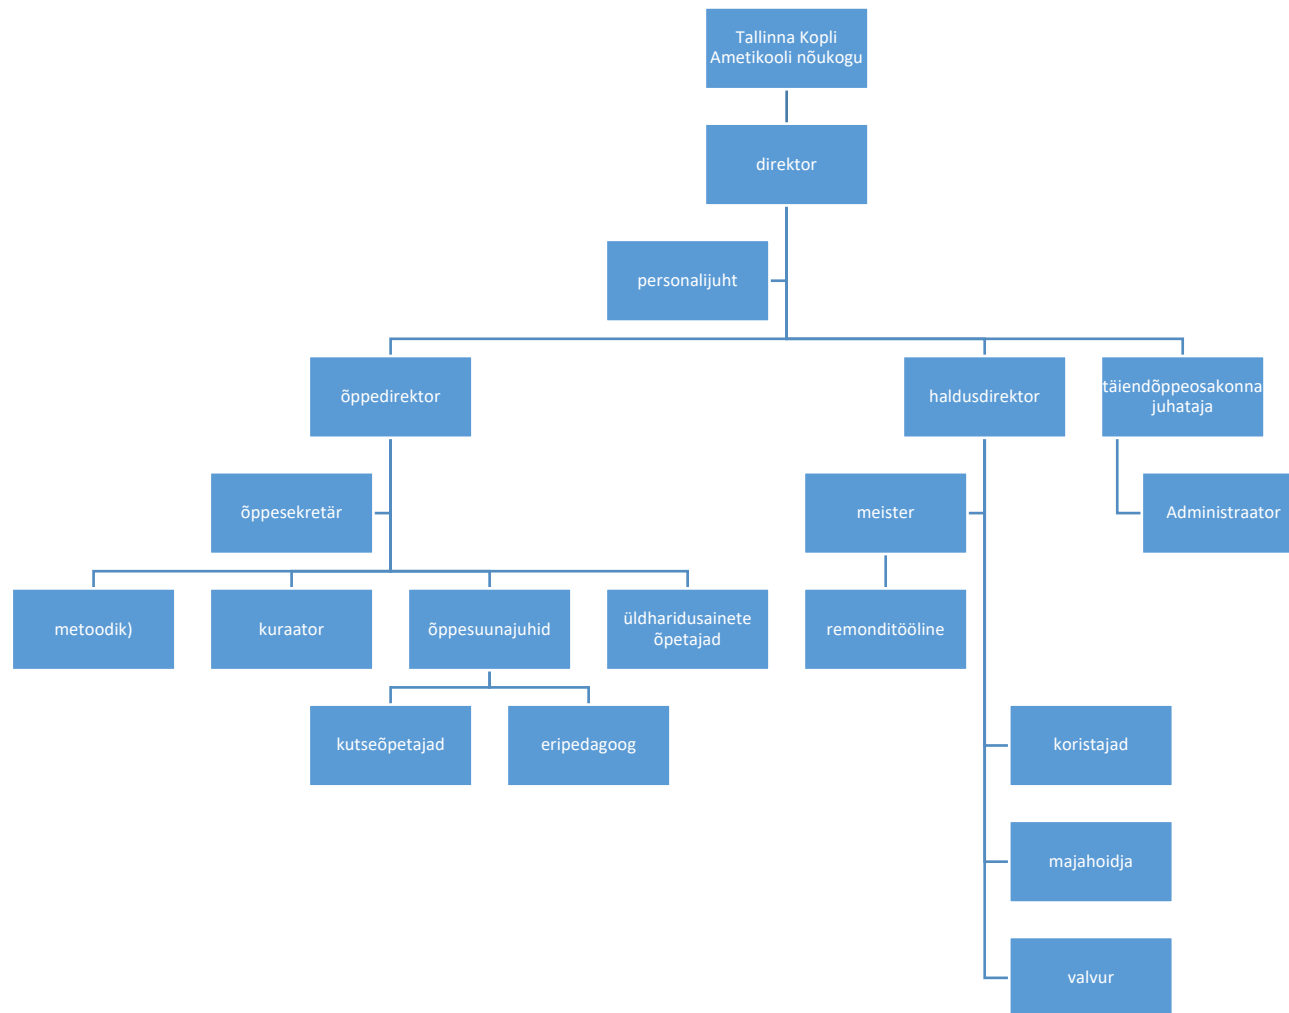 Tallinna Kopli
Ametikooli nõukogu
direktor
personalijuht
õppedirektor
haldusdirektor
täiendõppeosakonna
juhataja
õppesekretär
meister
Administraator
metoodik)
kuraator
õppesuunajuhid
üldharidusainete
õpetajad
remonditööline
kutseõpetajad
eripedagoog
koristajad
majahoidja
valvur